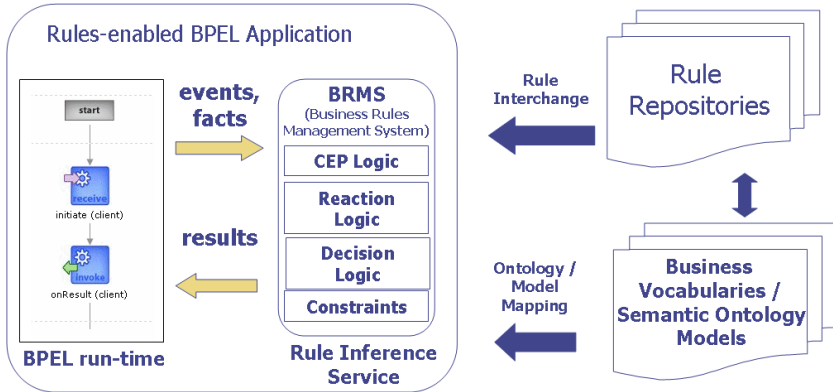 Rules-enabled BPEL Application
start
receive
initiate (client)
invoke
onResult (client)
BPEL run-time
events,
facts
results
BRMS
(Business Rules
Management System)
CEP Logic
Reaction
Logic
Decision
Logic
Constraints
Rule Inference
Service
Rule
Interchange
Ontology /
Model
Mapping
Rule
Repositories
Business
Vocabularies /
Semantic Ontology
Models